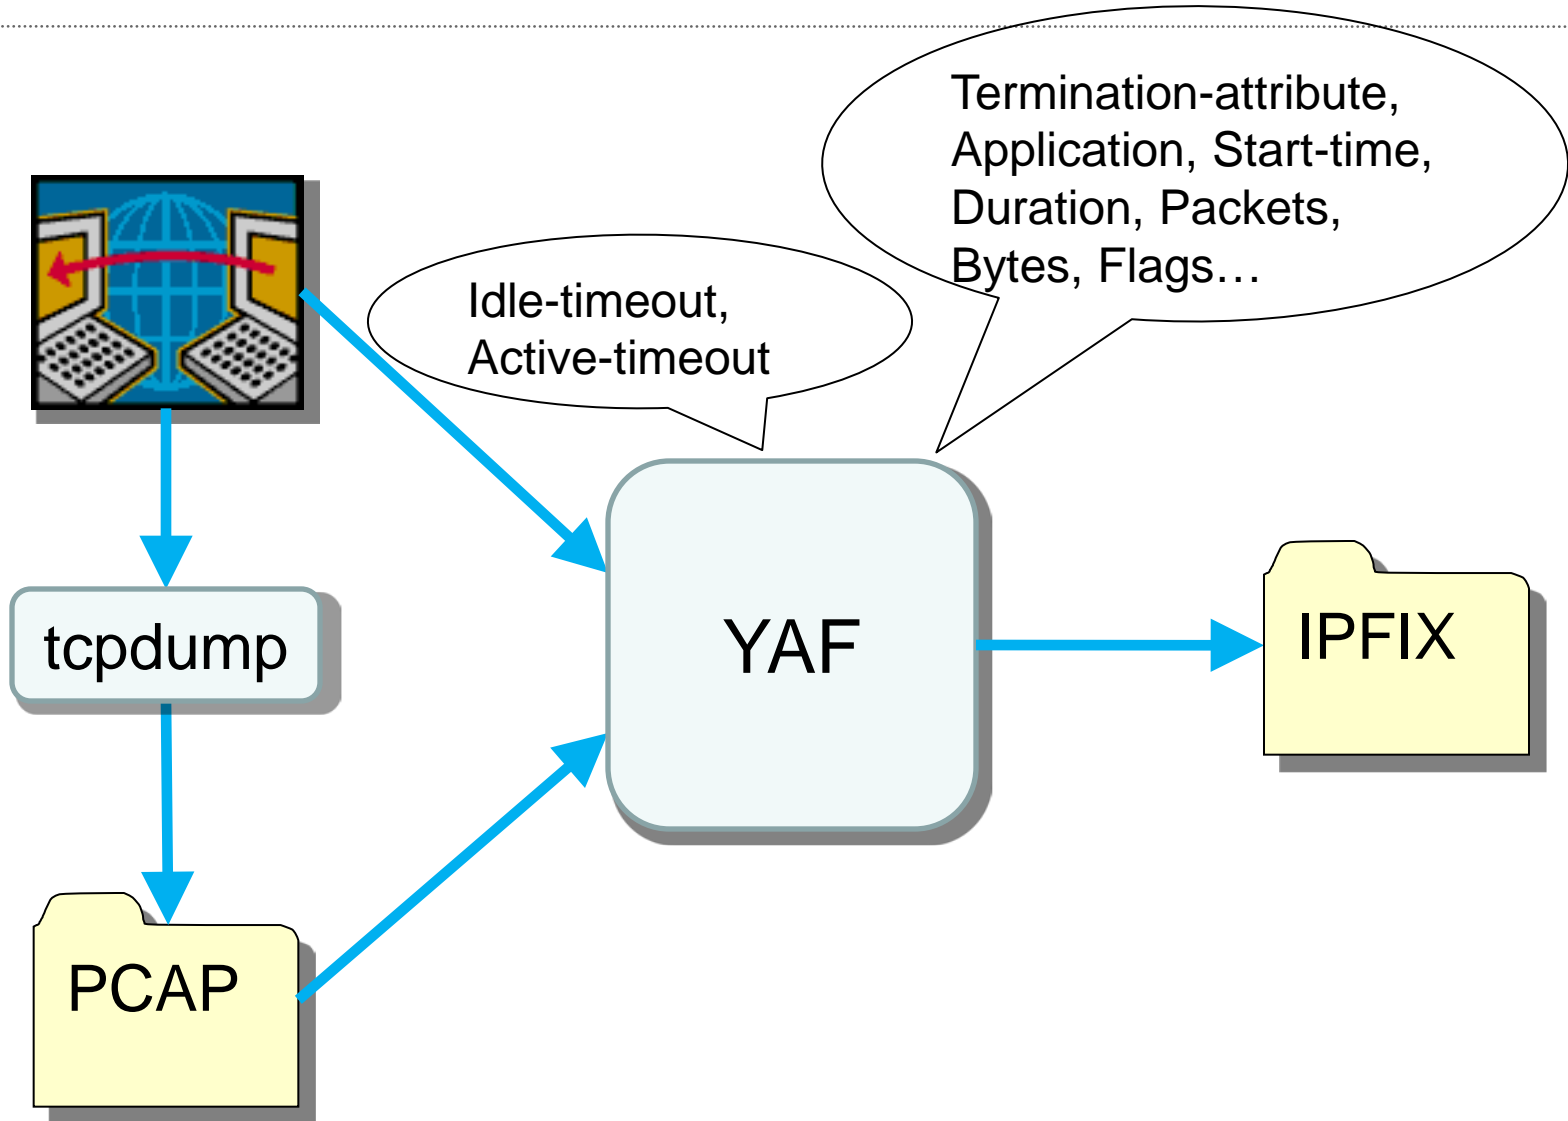 Termination-attribute,
Application, Start-time,
Duration, Packets,
Bytes, Flags…
Idle-timeout,
Active-timeout
tcpdump
YAF
IPFIX
PCAP